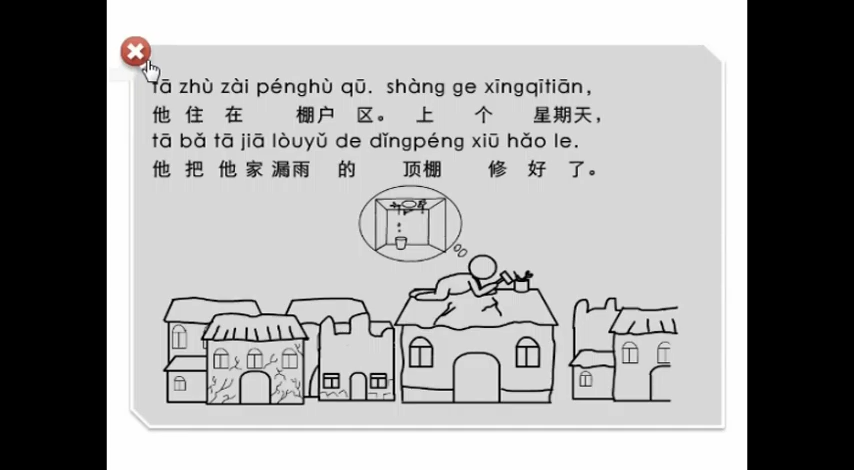 tā zhù zài pénghù qū. shàng ge xīngqītiān,
他 住 在 棚户 区。 上 个 星期天,
tā bǎ tā jiā lòuyǔ de dǐngpéng xiū hǎo le.
他 把 他 家 漏雨 的 顶棚 修 好 了。